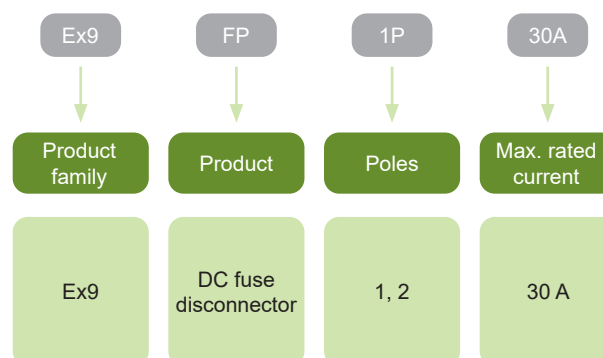 Ex9 FP 1P 30A
Product family Product Poles Max. rated current
Ex9 DC fuse disconnector 1, 2 30 A